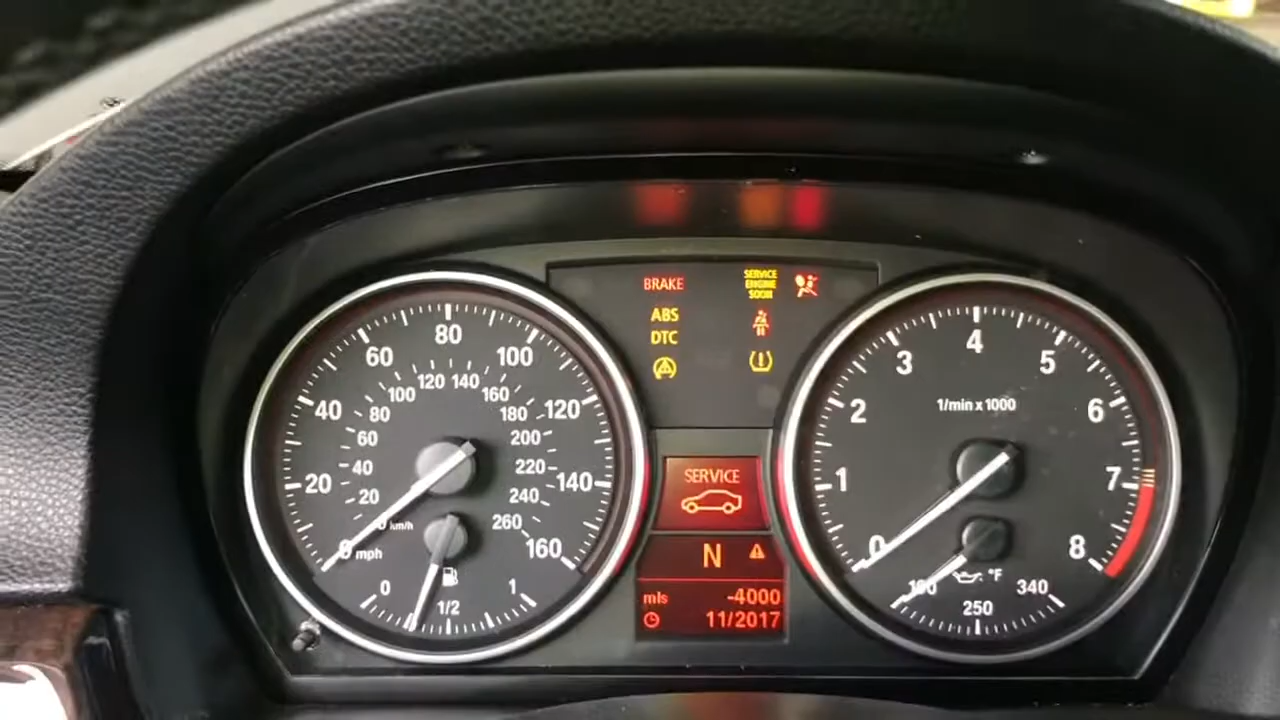 BRAKE
SERVICE
ENGINE
SOON
ABS
DTC
20
40
60
80
100
120
140
160
20
40
60
80
100
120
140
160
180
200
220
240
260
km/h
0 mph
0
1/2
1
SERVICE
N
mls -4000
11/2017
0
1
2
3
4
5
6
7
8
1/min x 1000
°F
250
340